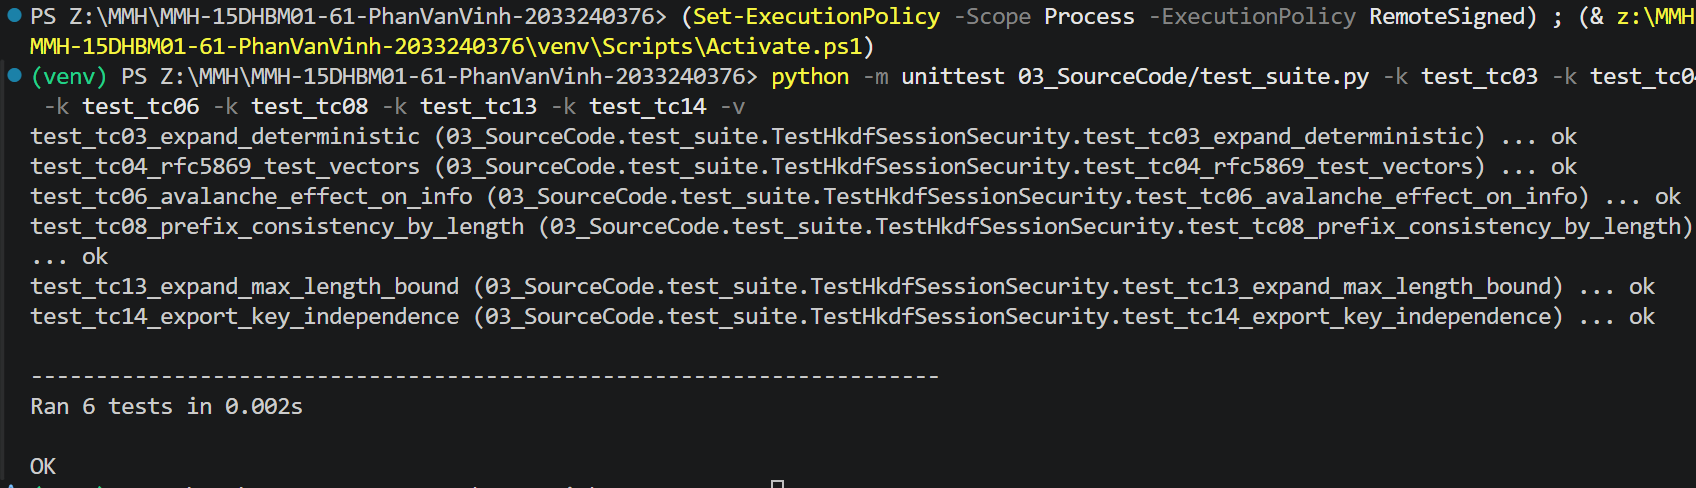 PS Z:\MMH\MMH-15DHBM01-61-PhanVanVinh-2033240376> (Set-ExecutionPolicy -Scope Process -ExecutionPolicy RemoteSigned) ; (& z:\MMH
MMH-15DHBM01-61-PhanVanVinh-2033240376\venv\Scripts\Activate.ps1)
(venv) PS Z:\MMH\MMH-15DHBM01-61-PhanVanVinh-2033240376> python -m unittest 03_SourceCode/test_suite.py -k test_tc03 -k test_tc04
-k test_tc06 -k test_tc08 -k test_tc13 -k test_tc14 -v
test_tc03_expand_deterministic (03_SourceCode.test_suite.TestHkdfSessionSecurity.test_tc03_expand_deterministic) ... ok
test_tc04_rfc5869_test_vectors (03_SourceCode.test_suite.TestHkdfSessionSecurity.test_tc04_rfc5869_test_vectors) ... ok
test_tc06_avalanche_effect_on_info (03_SourceCode.test_suite.TestHkdfSessionSecurity.test_tc06_avalanche_effect_on_info) ... ok
test_tc08_prefix_consistency_by_length (03_SourceCode.test_suite.TestHkdfSessionSecurity.test_tc08_prefix_consistency_by_length)
... ok
test_tc13_expand_max_length_bound (03_SourceCode.test_suite.TestHkdfSessionSecurity.test_tc13_expand_max_length_bound) ... ok
test_tc14_export_key_independence (03_SourceCode.test_suite.TestHkdfSessionSecurity.test_tc14_export_key_independence) ... ok
----------------------------------------------------------------------
Ran 6 tests in 0.002s
OK